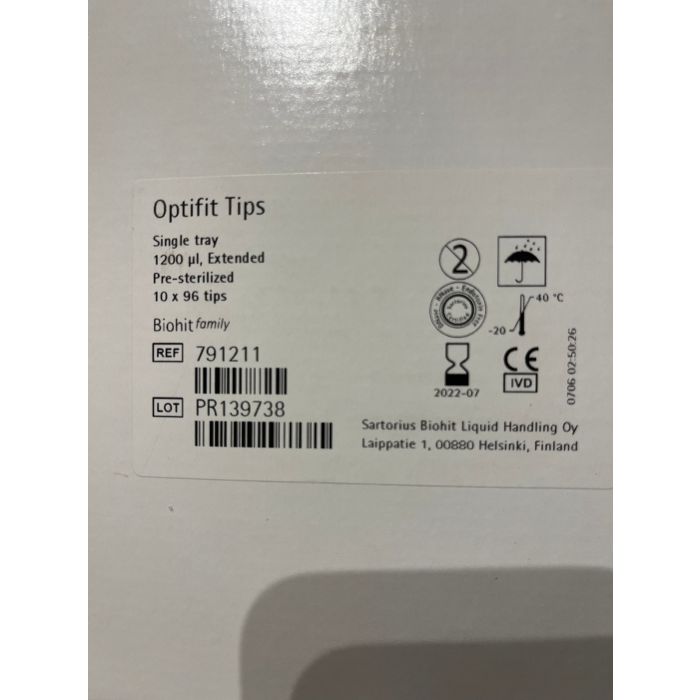 Optifit Tips
Single tray
1200 µl, Extended
Pre-sterilized
10 x 96 tips
Biohit family
REF 791211
LOT PR139738
2
40 °C
-20
2022-07
CE
IVD
0706 02:50:26
Sartorius Biohit Liquid Handling Oy
Laippatie 1, 00880 Helsinki, Finland